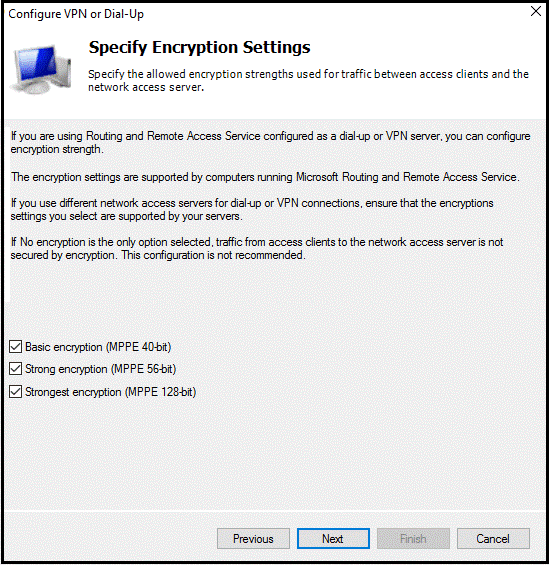 Configure VPN or Dial-Up
Specify Encryption Settings
Specify the allowed encryption strengths used for traffic between access clients and the
network access server.
If you are using Routing and Remote Access Service configured as a dial-up or VPN server, you can configure
encryption strength.
The encryption settings are supported by computers running Microsoft Routing and Remote Access Service.
If you use different network access servers for dial-up or VPN connections, ensure that the encryptions
settings you select are supported by your servers.
If No encryption is the only option selected, traffic from access clients to the network access server is not
secured by encryption. This configuration is not recommended.
Basic encryption (MPPE 40-bit)
Strong encryption (MPPE 56-bit)
Strongest encryption (MPPE 128-bit)
Previous
Next
Finish
Cancel